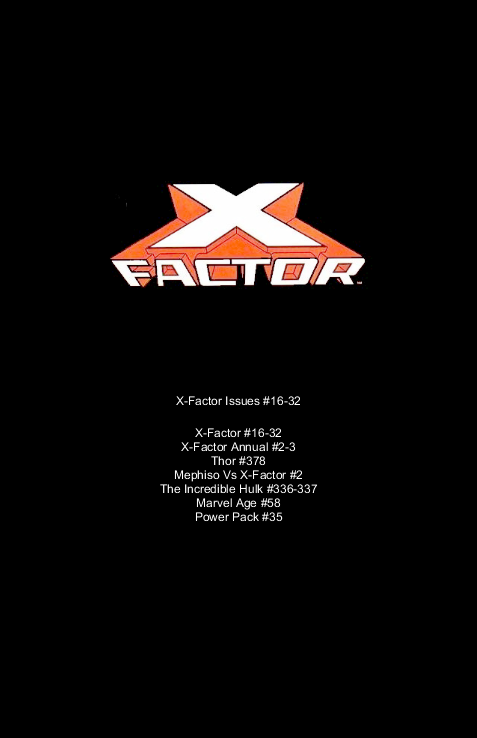 X
FACTOR
X-Factor Issues #16-32
X-Factor #16-32
X-Factor Annual #2-3
Thor #378
Mephiso Vs X-Factor #2
The Incredible Hulk #336-337
Marvel Age #58
Power Pack #35